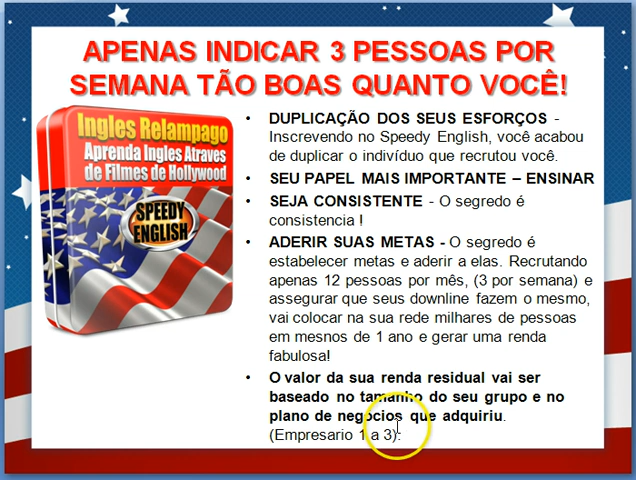 APENAS INDICAR 3 PESSOAS POR
SEMANA TÃO BOAS QUANTO VOCÊ!
Ingles Relampago
Aprenda Ingles Atraves
de Filmes de Hollywood
SPEEDY
ENGLISH
• DUPLICAÇÃO DOS SEUS ESFORÇOS -
Inscrevendo no Speedy English, você acabou
de duplicar o indivíduo que recrutou você.
• SEU PAPEL MAIS IMPORTANTE – ENSINAR
• SEJA CONSISTENTE - O segredo é
consistencia !
• ADERIR SUAS METAS - O segredo é
estabelecer metas e aderir a elas. Recrutando
apenas 12 pessoas por mês, (3 por semana) e
assegurar que seus downline fazem o mesmo,
vai colocar na sua rede milhares de pessoas
em mesnos de 1 ano e gerar uma renda
fabulosa!
• O valor da sua renda residual vai ser
baseado no tamanho do seu grupo e no
plano de negócios que adquiriu.
(Empresario 1 a 3).